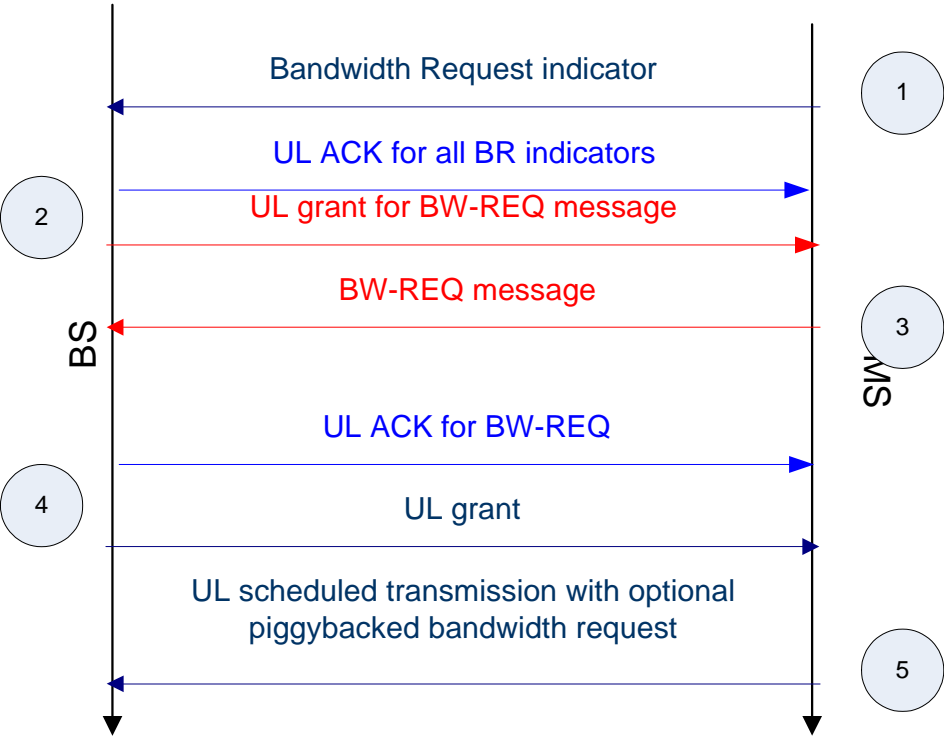 Bandwidth Request indicator
1
UL ACK for all BR indicators
2
UL grant for BW-REQ message
BW-REQ message
3
BS
MS
UL ACK for BW-REQ
4
UL grant
UL scheduled transmission with optional
piggybacked bandwidth request
5